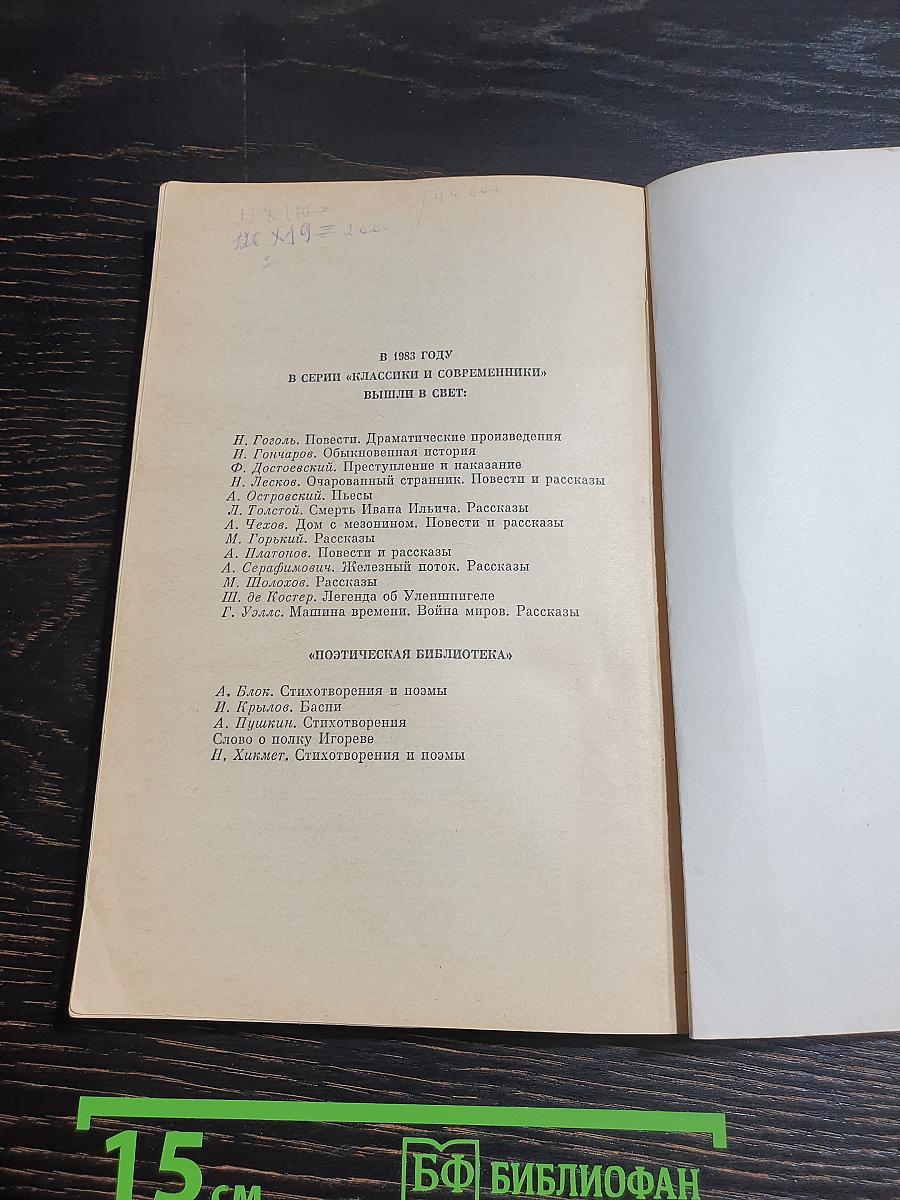 120 X 19 = 2000
В 1983 ГОДУ
В СЕРИИ «КЛАССИКИ И СОВРЕМЕННИКИ»
ВЫШЛИ В СВЕТ:
Н. Гоголь. Повести. Драматические произведения
И. Гончаров. Обыкновенная история
Ф. Достоевский. Преступление и наказание
Н. Лесков. Очарованный странник. Повести и рассказы
А. Островский. Пьесы
Л. Толстой. Смерть Ивана Ильича. Рассказы
А. Чехов. Дом с мезонином. Повести и рассказы
М. Горький. Рассказы
А. Платонов. Повести и рассказы
А. Серафимович. Железный поток. Рассказы
М. Шолохов. Рассказы
Ш. де Костер. Легенда об Уленшпигеле
Г. Уэллс. Машина времени. Война миров. Рассказы
«ПОЭТИЧЕСКАЯ БИБЛИОТЕКА»
А. Блок. Стихотворения и поэмы
И. Крылов. Басни
А. Пушкин. Стихотворения
Слово о полку Игореве
Н. Хикмет. Стихотворения и поэмы
15 см
БФ БИБЛИОФАН